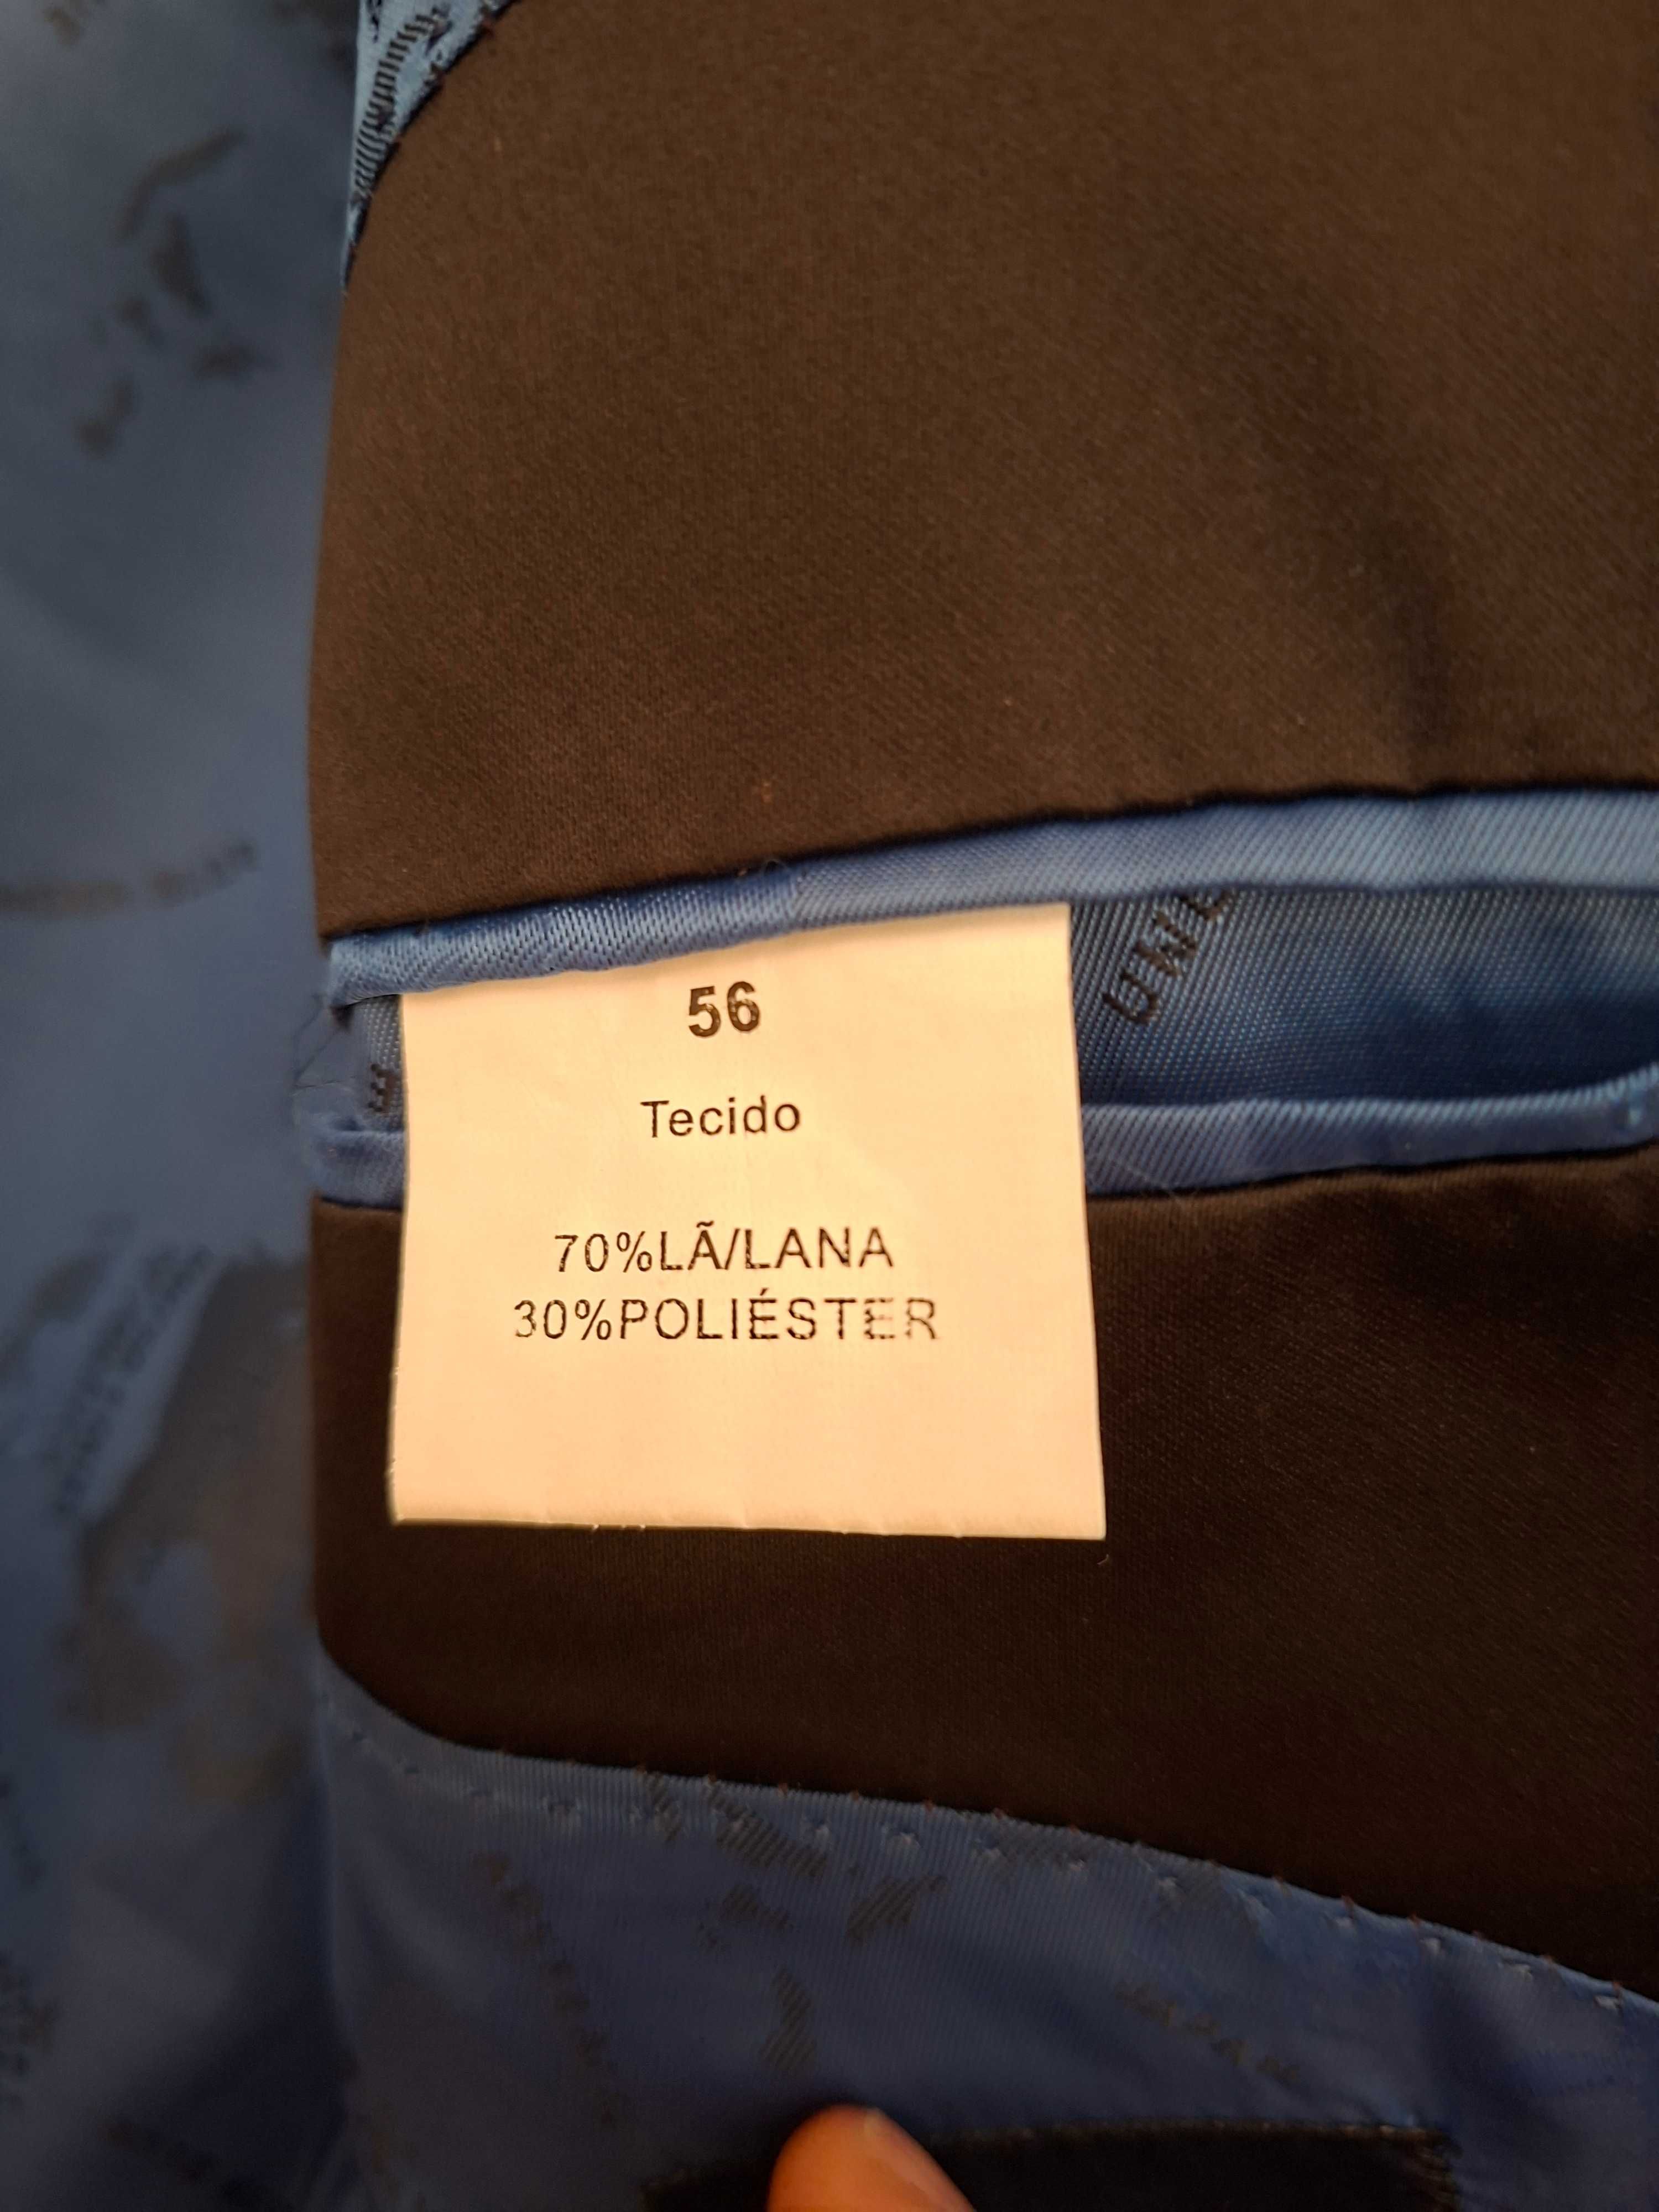 56
Tecido
70%LÃ/LANA
30%POLIÉSTER